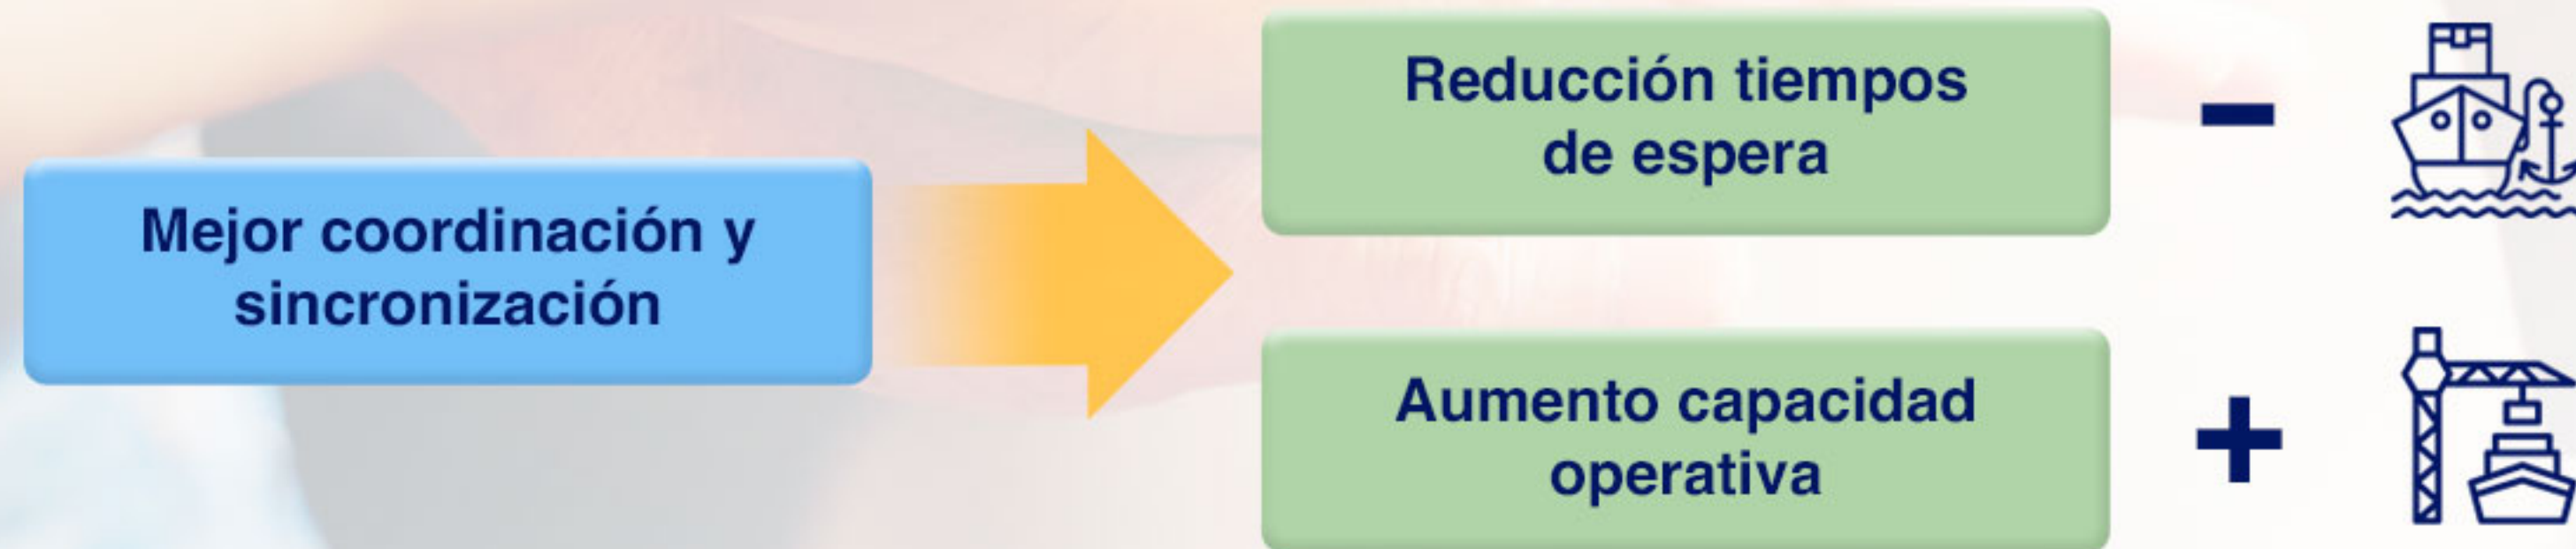 Mejor coordinación y
sincronización
Reducción tiempos
de espera
−
Aumento capacidad
operativa
+